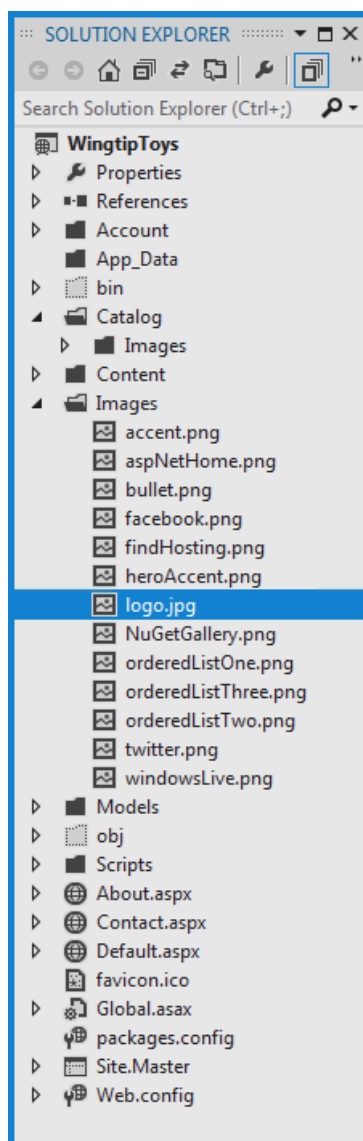 SOLUTION EXPLORER
Search Solution Explorer (Ctrl+;)
WingtipToys
Properties
References
Account
App_Data
bin
Catalog
Images
Content
Images
accent.png
aspNetHome.png
bullet.png
facebook.png
findHosting.png
heroAccent.png
logo.jpg
NuGetGallery.png
orderedListOne.png
orderedListThree.png
orderedListTwo.png
twitter.png
windowsLive.png
Models
obj
Scripts
About.aspx
Contact.aspx
Default.aspx
favicon.ico
Global.asax
packages.config
Site.Master
Web.config